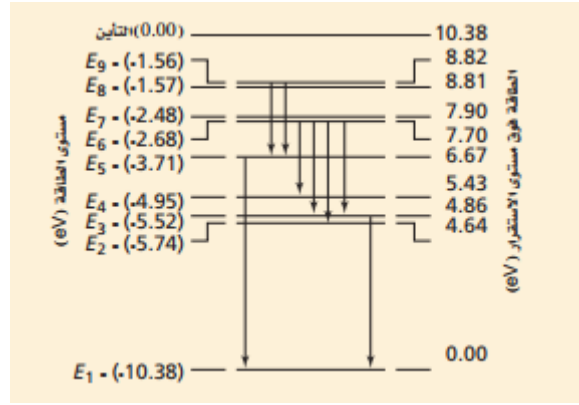 التأين (0.00)
10.38
E9 - (-1.56)
8.82
E8 - (-1.57)
8.81
E7 - (-2.48)
7.90
E6 - (-2.68)
7.70
E5 - (-3.71)
6.67
E4 - (-4.95)
5.43
E3 - (-5.52)
4.86
E2 - (-5.74)
4.64
E1 - (-10.38)
0.00
مستوى الطاقة (eV)
الطاقة فوق مستوى الاستقرار (eV)